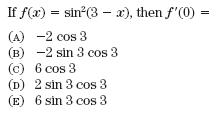 If f(x) = sin²(3 − x), then f′(0) =
(A) −2 cos 3
(B) −2 sin 3 cos 3
(C) 6 cos 3
(D) 2 sin 3 cos 3
(E) 6 sin 3 cos 3